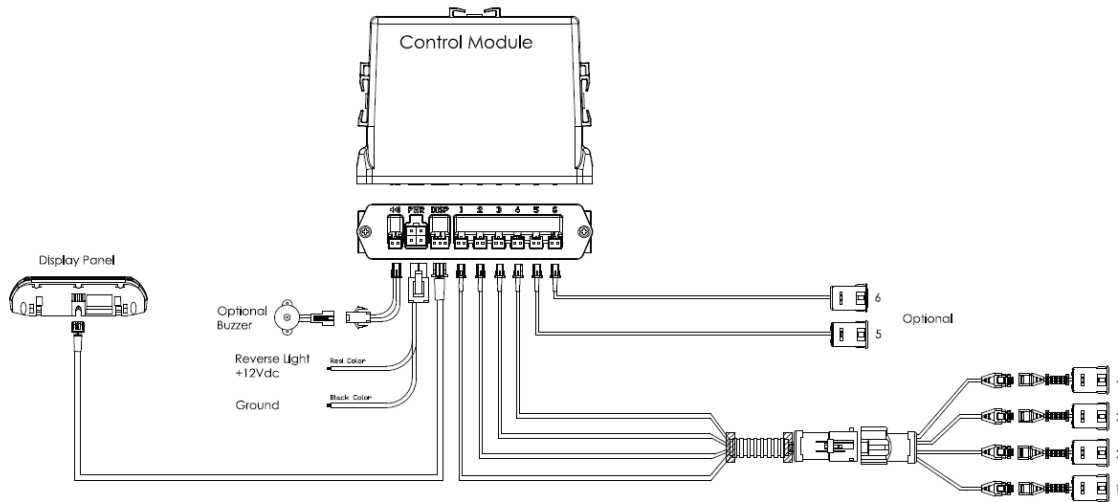 Control Module
PWR DISP 1 2 3 4 5 6
Display Panel
Optional
Buzzer
Reverse Light
+12Vdc
Red Color
Ground
Black Color
6
5
Optional
3